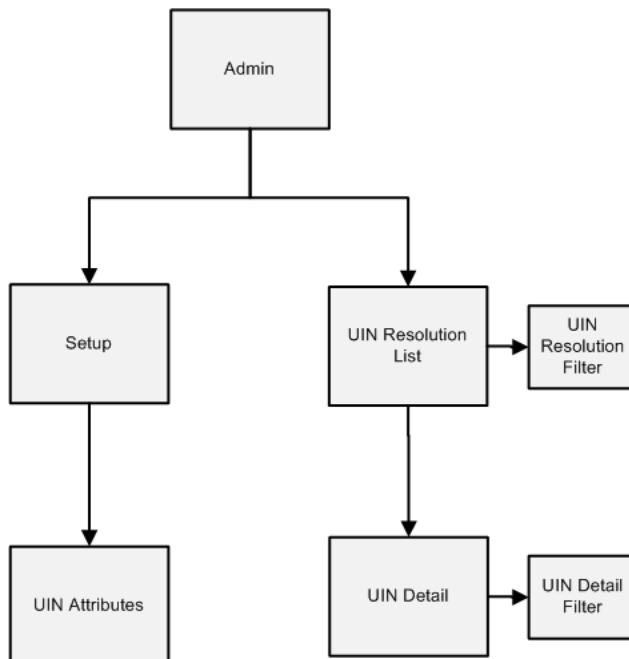 Admin
Setup
UIN Resolution
List
UIN
Resolution
Filter
UIN Attributes
UIN Detail
UIN Detail
Filter